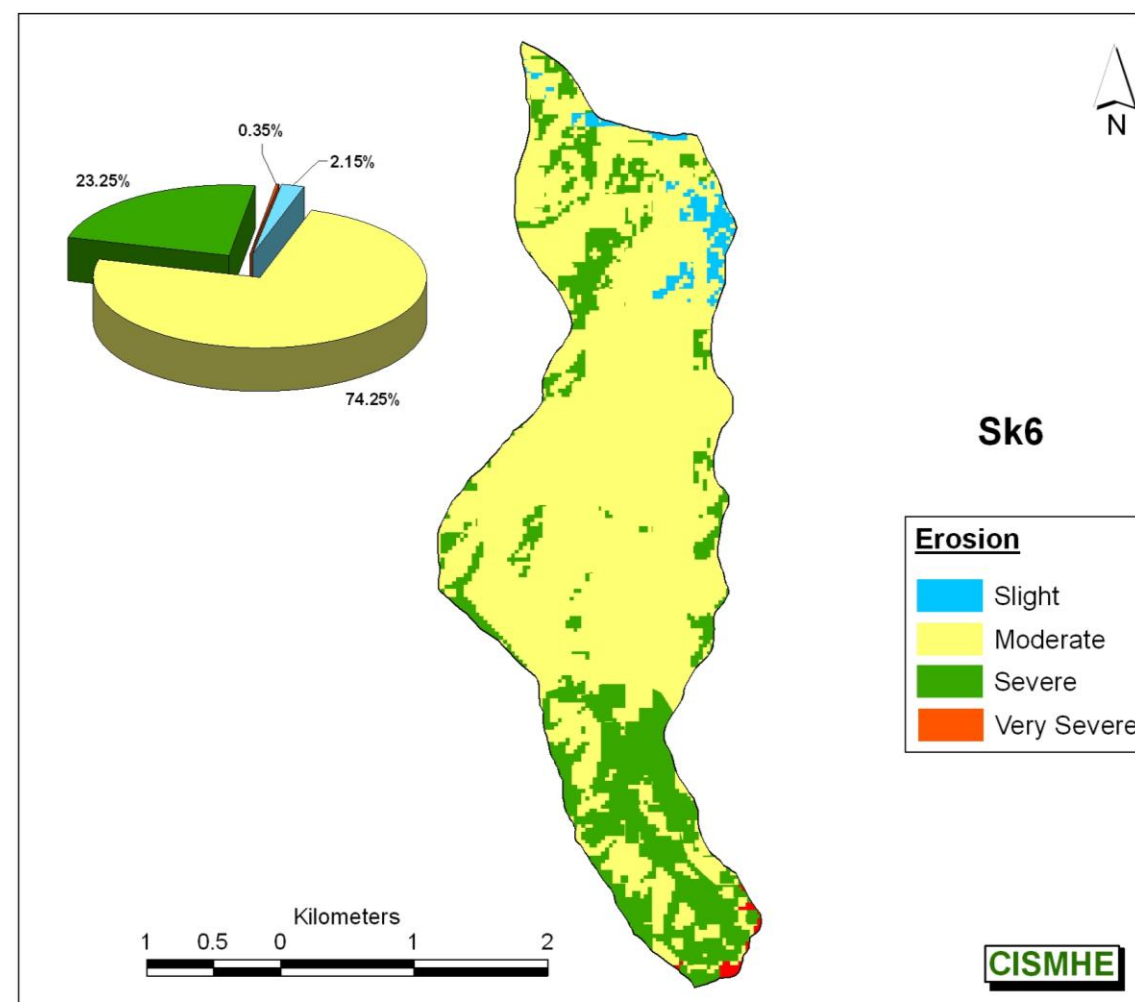 0.35%
2.15%
23.25%
74.25%
N
Sk6
Erosion
Slight
Moderate
Severe
Very Severe
Kilometers
1 0.5 0 1 2
CISMHE